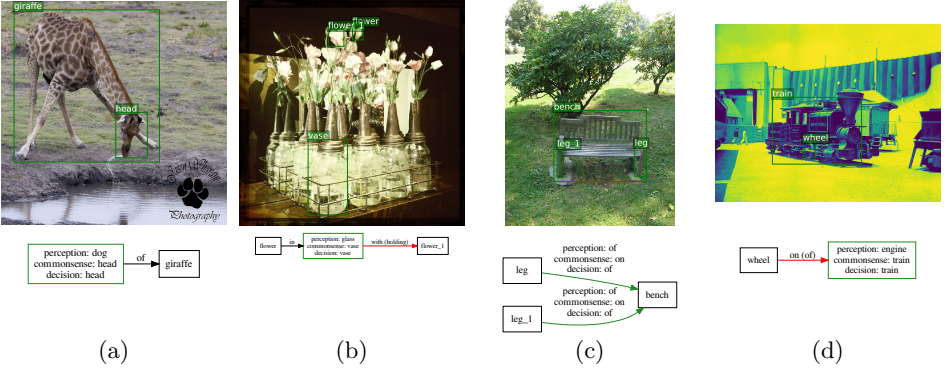 giraffe
head
Photography
perception: dog
commonsense: head
decision: head
of
giraffe
(a)
flower_1
flower
vase
flower
in
perception: glass
commonsense: vase
decision: vase
with (holding)
flower_1
(b)
bench
leg_1
leg
perception: of
commonsense: on
decision: of
leg
perception: of
commonsense: on
decision: of
bench
leg_1
(c)
train
wheel
wheel
on (of)
perception: engine
commonsense: train
decision: train
(d)